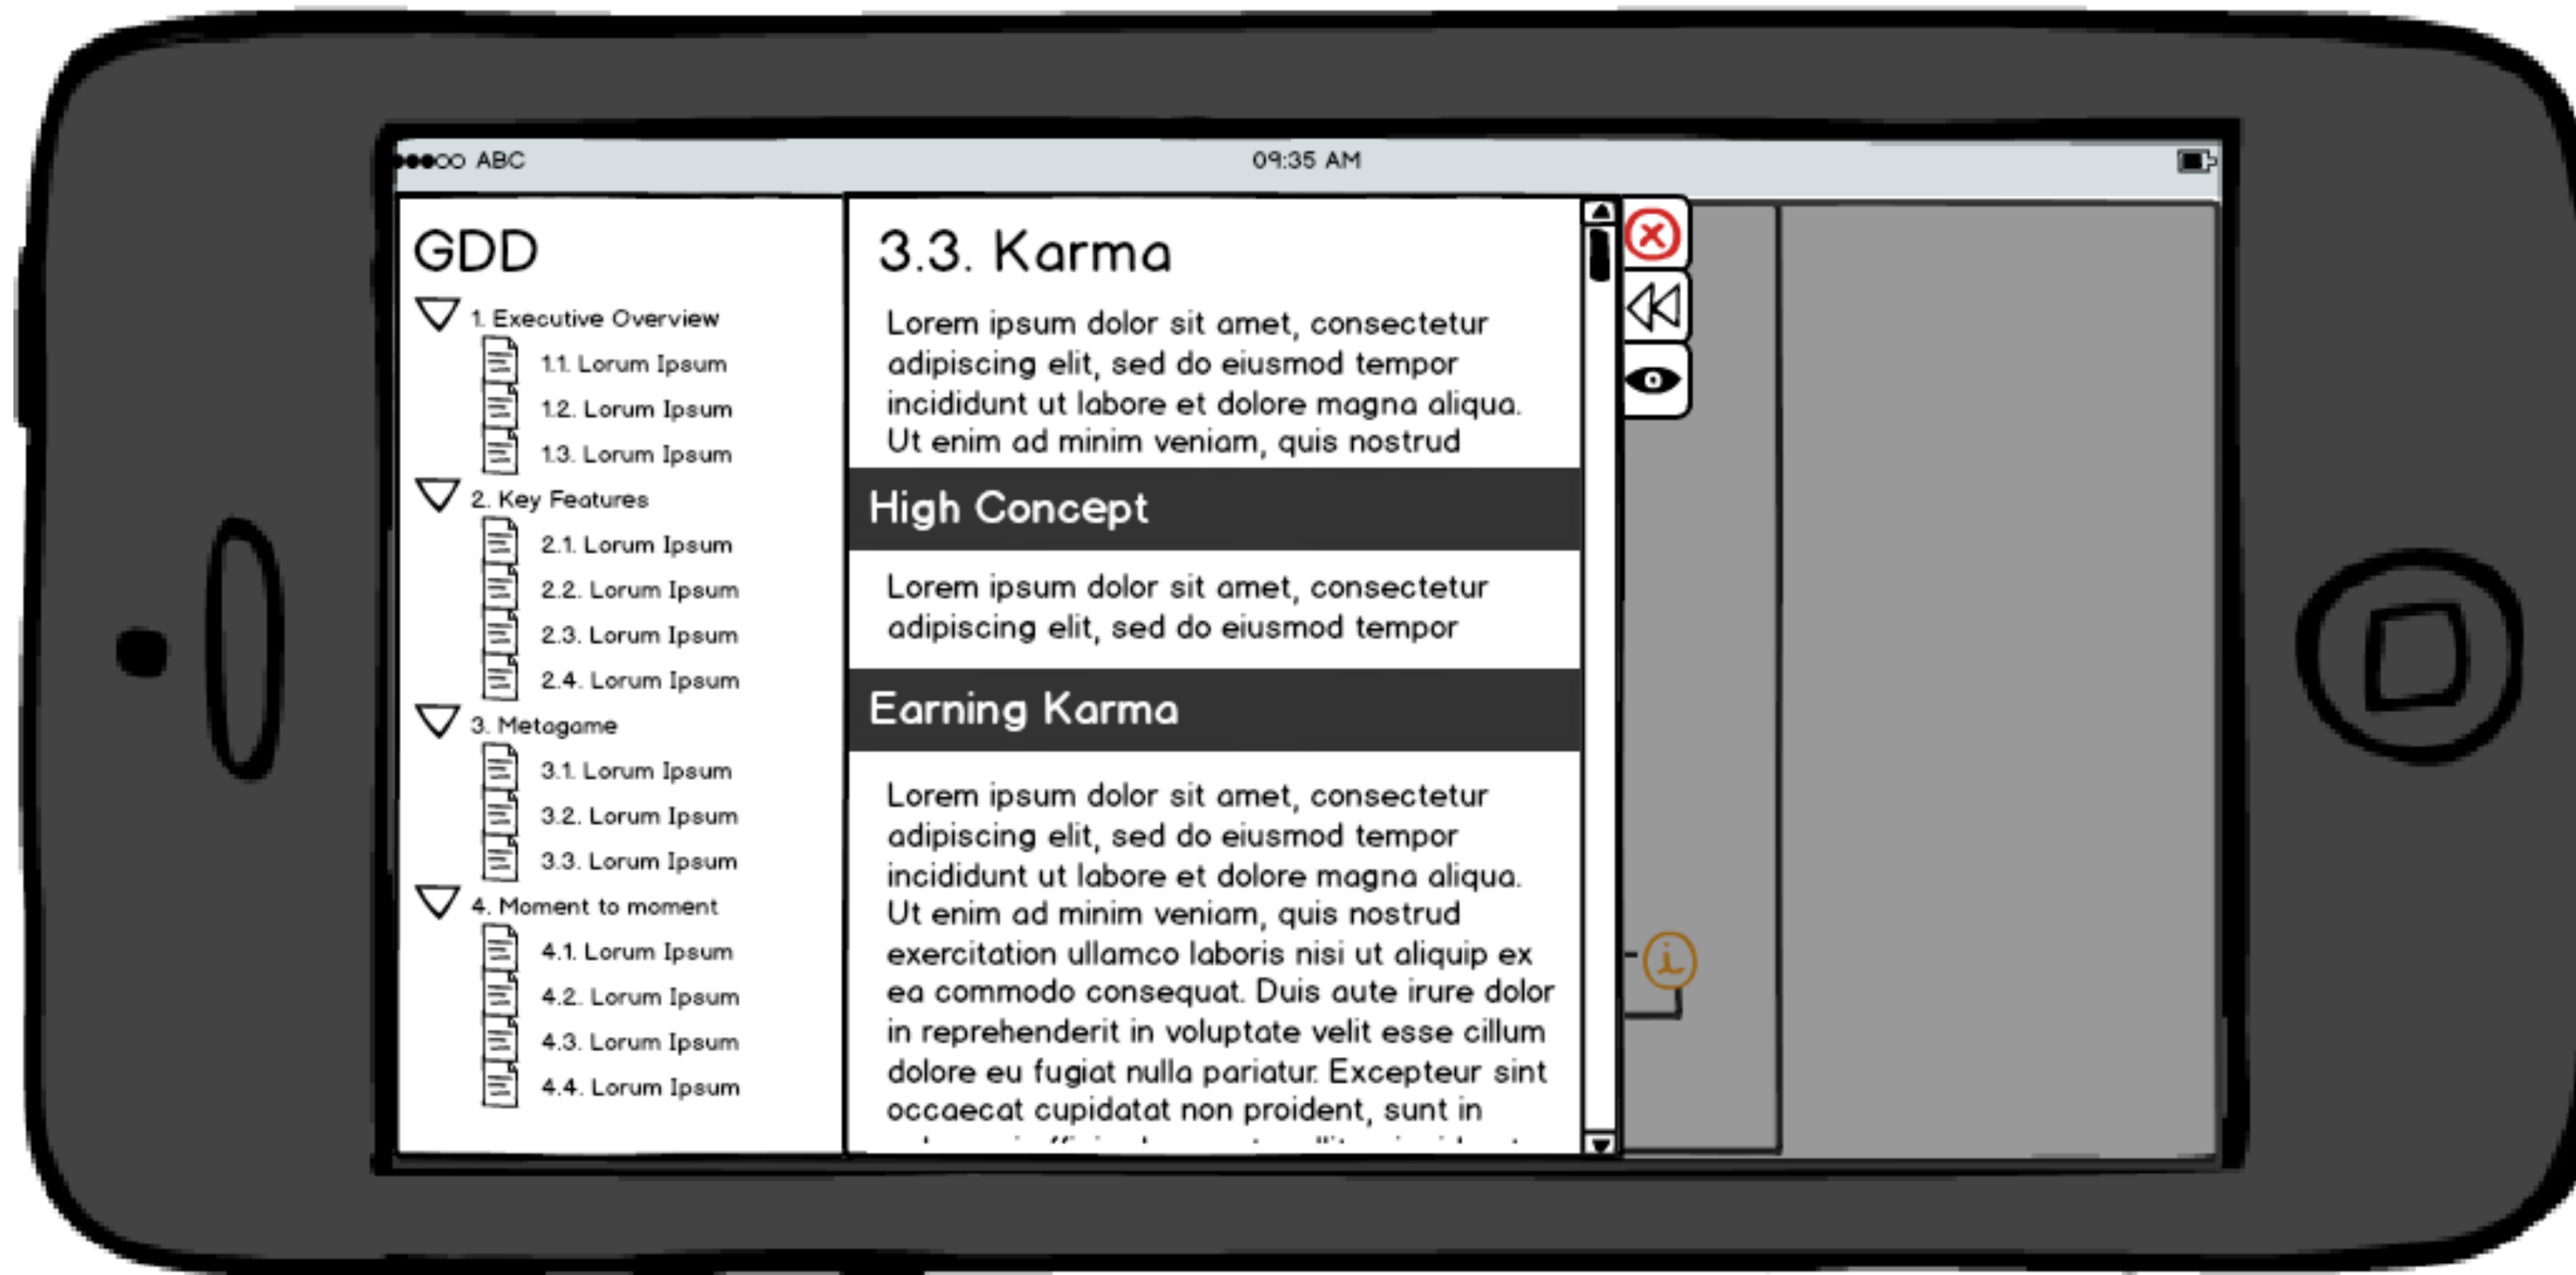 ABC
09:35 AM
GDD
1. Executive Overview
1.1. Lorum Ipsum
1.2. Lorum Ipsum
1.3. Lorum Ipsum
2. Key Features
2.1. Lorum Ipsum
2.2. Lorum Ipsum
2.3. Lorum Ipsum
2.4. Lorum Ipsum
3. Metagame
3.1. Lorum Ipsum
3.2. Lorum Ipsum
3.3. Lorum Ipsum
4. Moment to moment
4.1. Lorum Ipsum
4.2. Lorum Ipsum
4.3. Lorum Ipsum
4.4. Lorum Ipsum
3.3. Karma
Lorem ipsum dolor sit amet, consectetur
adipiscing elit, sed do eiusmod tempor
incididunt ut labore et dolore magna aliqua.
Ut enim ad minim veniam, quis nostrud
High Concept
Lorem ipsum dolor sit amet, consectetur
adipiscing elit, sed do eiusmod tempor
Earning Karma
Lorem ipsum dolor sit amet, consectetur
adipiscing elit, sed do eiusmod tempor
incididunt ut labore et dolore magna aliqua.
Ut enim ad minim veniam, quis nostrud
exercitation ullamco laboris nisi ut aliquip ex
ea commodo consequat. Duis aute irure dolor
in reprehenderit in voluptate velit esse cillum
dolore eu fugiat nulla pariatur. Excepteur sint
occaecat cupidatat non proident, sunt in
i